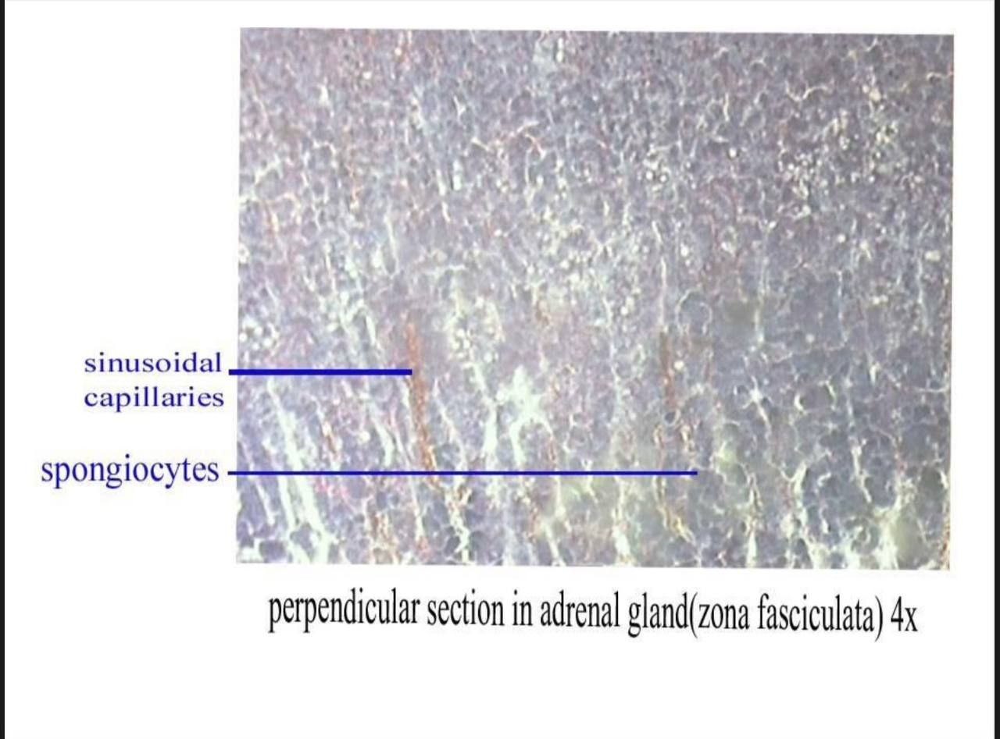 sinusoidal
capillaries
spongiocytes
perpendicular section in adrenal gland(zona fasciculata) 4x